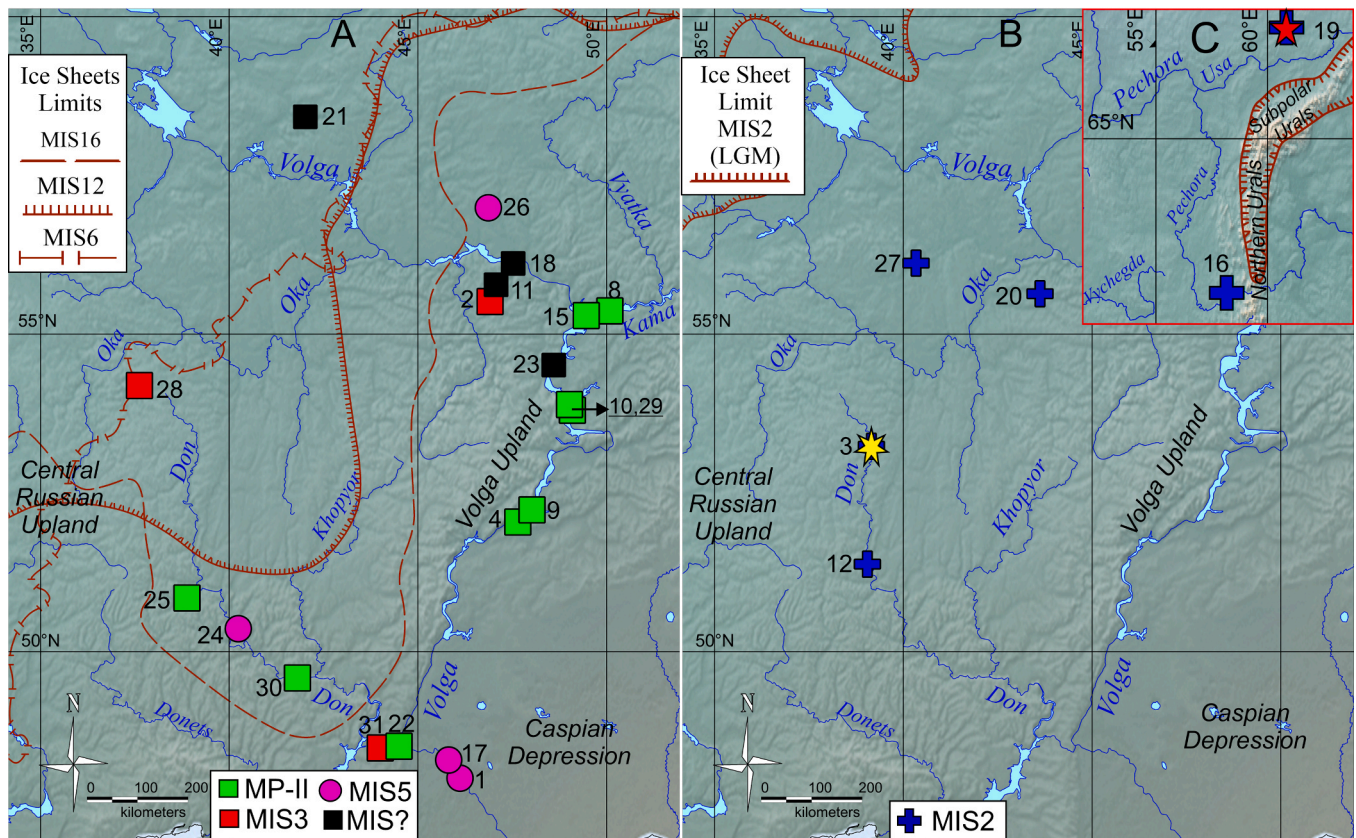 35°E
40°E
A
45°E
50°E
Ice Sheets
Limits
MIS16
MIS12
MIS6
21
Volga
Vyatka
26
18
11
2
8
15
Kama
Oka
55°N
Oka
28
23
10,29
Don
Volga Upland
Central
Russian
Upland
Khopyor
4
9
25
24
50°N
30
Don
Volga
Donets
31
22
17
1
Caspian
Depression
N
0 100 200
kilometers
MP-II
MIS5
MIS3
MIS?
35°E
40°E
B
45°E
Ice Sheet
Limit
MIS2
(LGM)
Volga
27
Oka
20
55°N
Oka
3
Don
Khopyor
Volga Upland
Central
Russian
Upland
12
50°N
Volga
Don
Donets
Caspian
Depression
N
0 100 200
kilometers
MIS2
55°E
C
60°E
19
Pechora
Usa
65°N
Subpolar
Urals
Pechora
Northern Urals
16
Vychegda